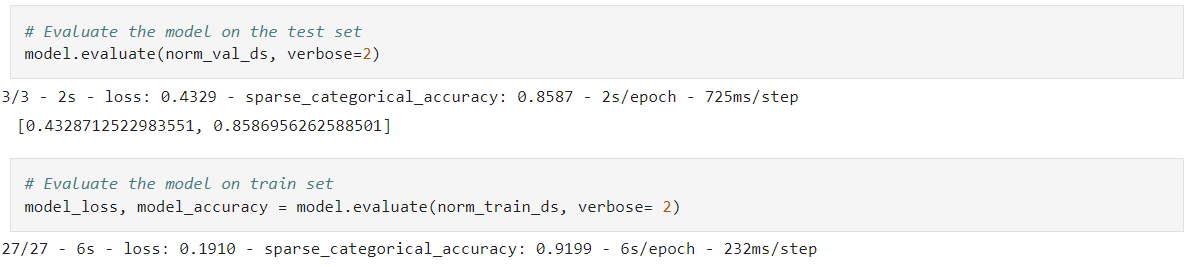 # Evaluate the model on the test set
model.evaluate(norm_val_ds, verbose=2)
3/3 - 2s - loss: 0.4329 - sparse_categorical_accuracy: 0.8587 - 2s/epoch - 725ms/step
[0.4328712522983551, 0.8586956262588501]
# Evaluate the model on train set
model_loss, model_accuracy = model.evaluate(norm_train_ds, verbose= 2)
27/27 - 6s - loss: 0.1910 - sparse_categorical_accuracy: 0.9199 - 6s/epoch - 232ms/step